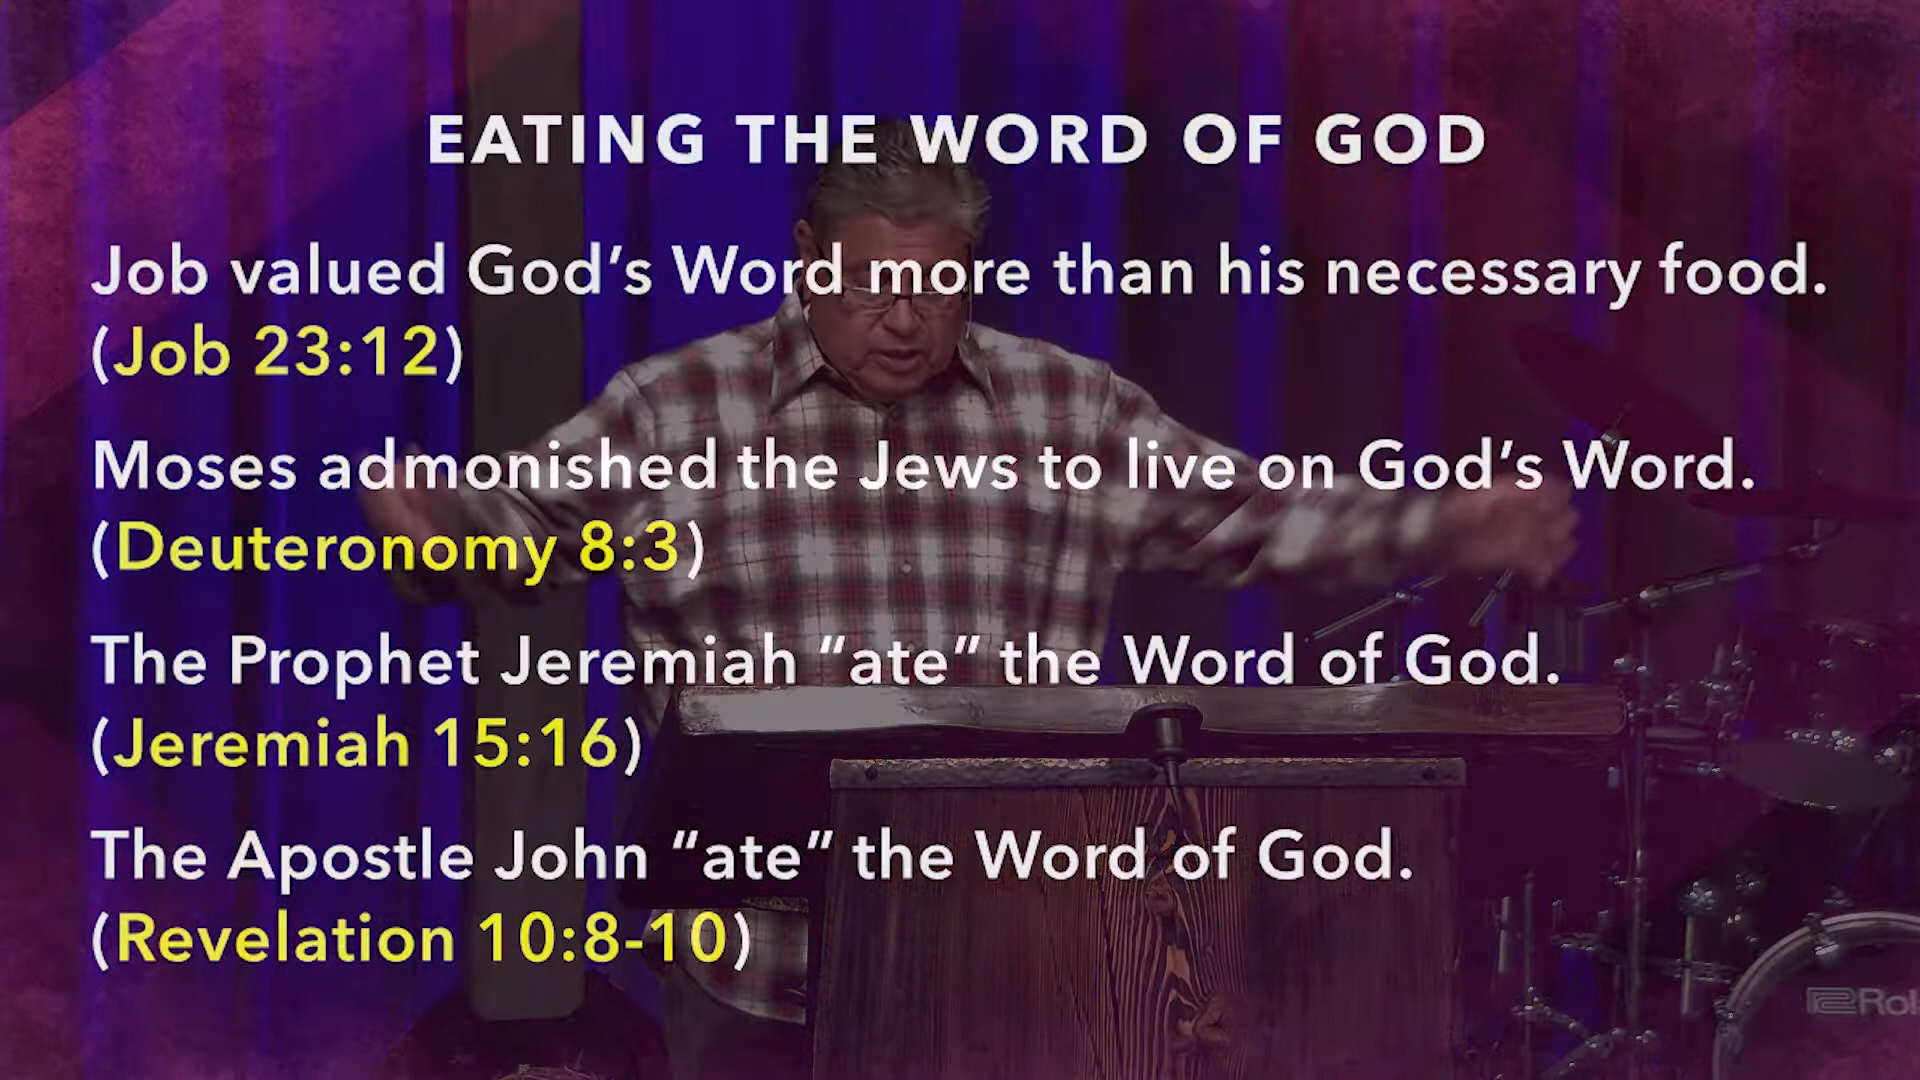 EATING THE WORD OF GOD
Job valued God’s Word more than his necessary food.
(Job 23:12)
Moses admonished the Jews to live on God’s Word.
(Deuteronomy 8:3)
The Prophet Jeremiah “ate” the Word of God.
(Jeremiah 15:16)
The Apostle John “ate” the Word of God.
(Revelation 10:8-10)
Rol